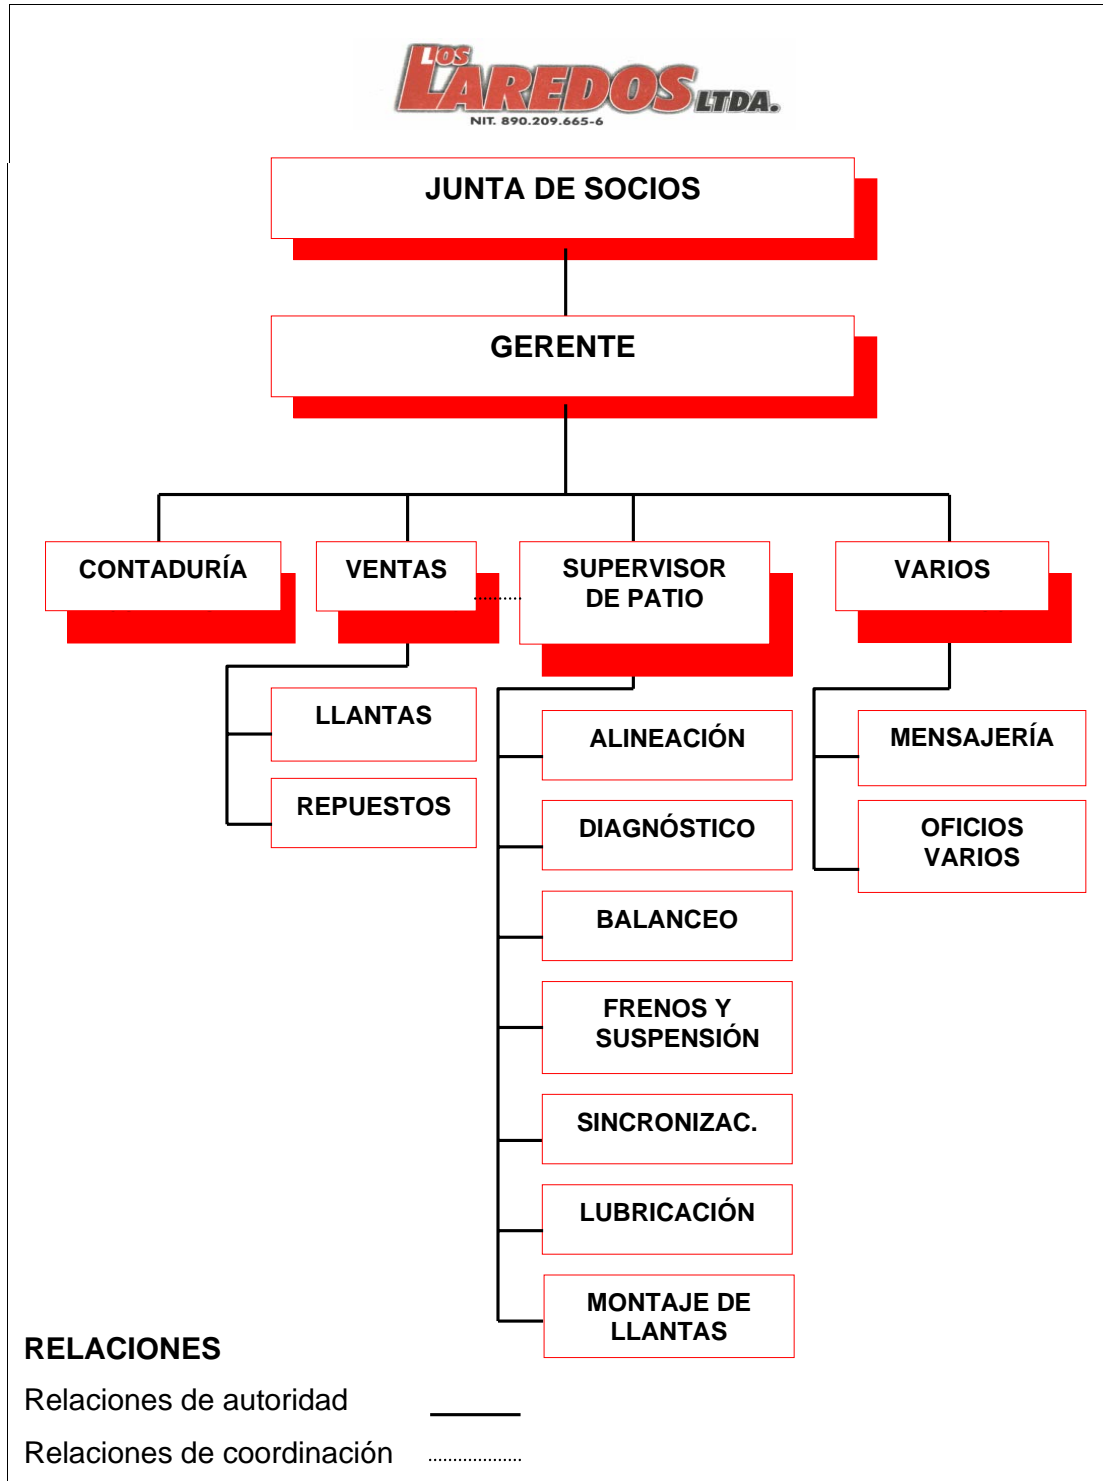 LOS
LAREDOS LTDA.
NIT. 890.209.665-6
JUNTA DE SOCIOS
GERENTE
CONTADURÍA
VENTAS
SUPERVISOR
DE PATIO
VARIOS
LLANTAS
REPUESTOS
ALINEACIÓN
DIAGNÓSTICO
BALANCEO
FRENOS Y
SUSPENSIÓN
SINCRONIZAC.
LUBRICACIÓN
MONTAJE DE
LLANTAS
MENSAJERÍA
OFICIOS
VARIOS
RELACIONES
Relaciones de autoridad
Relaciones de coordinación